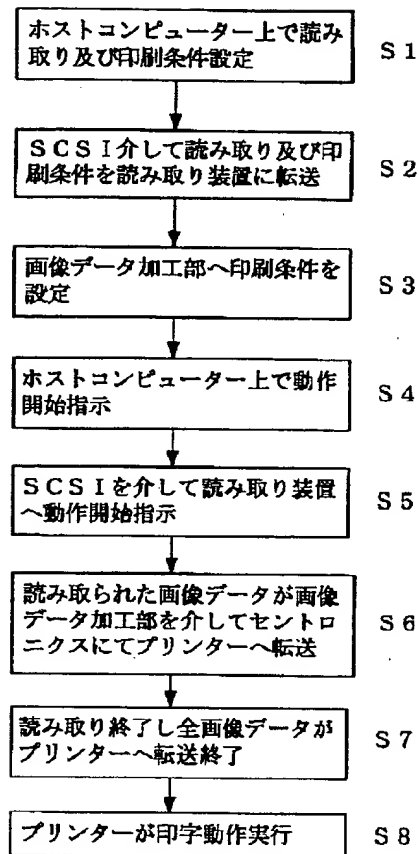 ホストコンピューター上で読み
取り及び印刷条件設定
S1
SCSI介して読み取り及び印
刷条件を読み取り装置に転送
S2
画像データ加工部へ印刷条件を
設定
S3
ホストコンピューター上で動作
開始指示
S4
SCSIを介して読み取り装置
へ動作開始指示
S5
読み取られた画像データが画像
データ加工部を介してセントロ
ニクスにてプリンターへ転送
S6
読み取り終了し全画像データが
プリンターへ転送終了
S7
プリンターが印字動作実行
S8